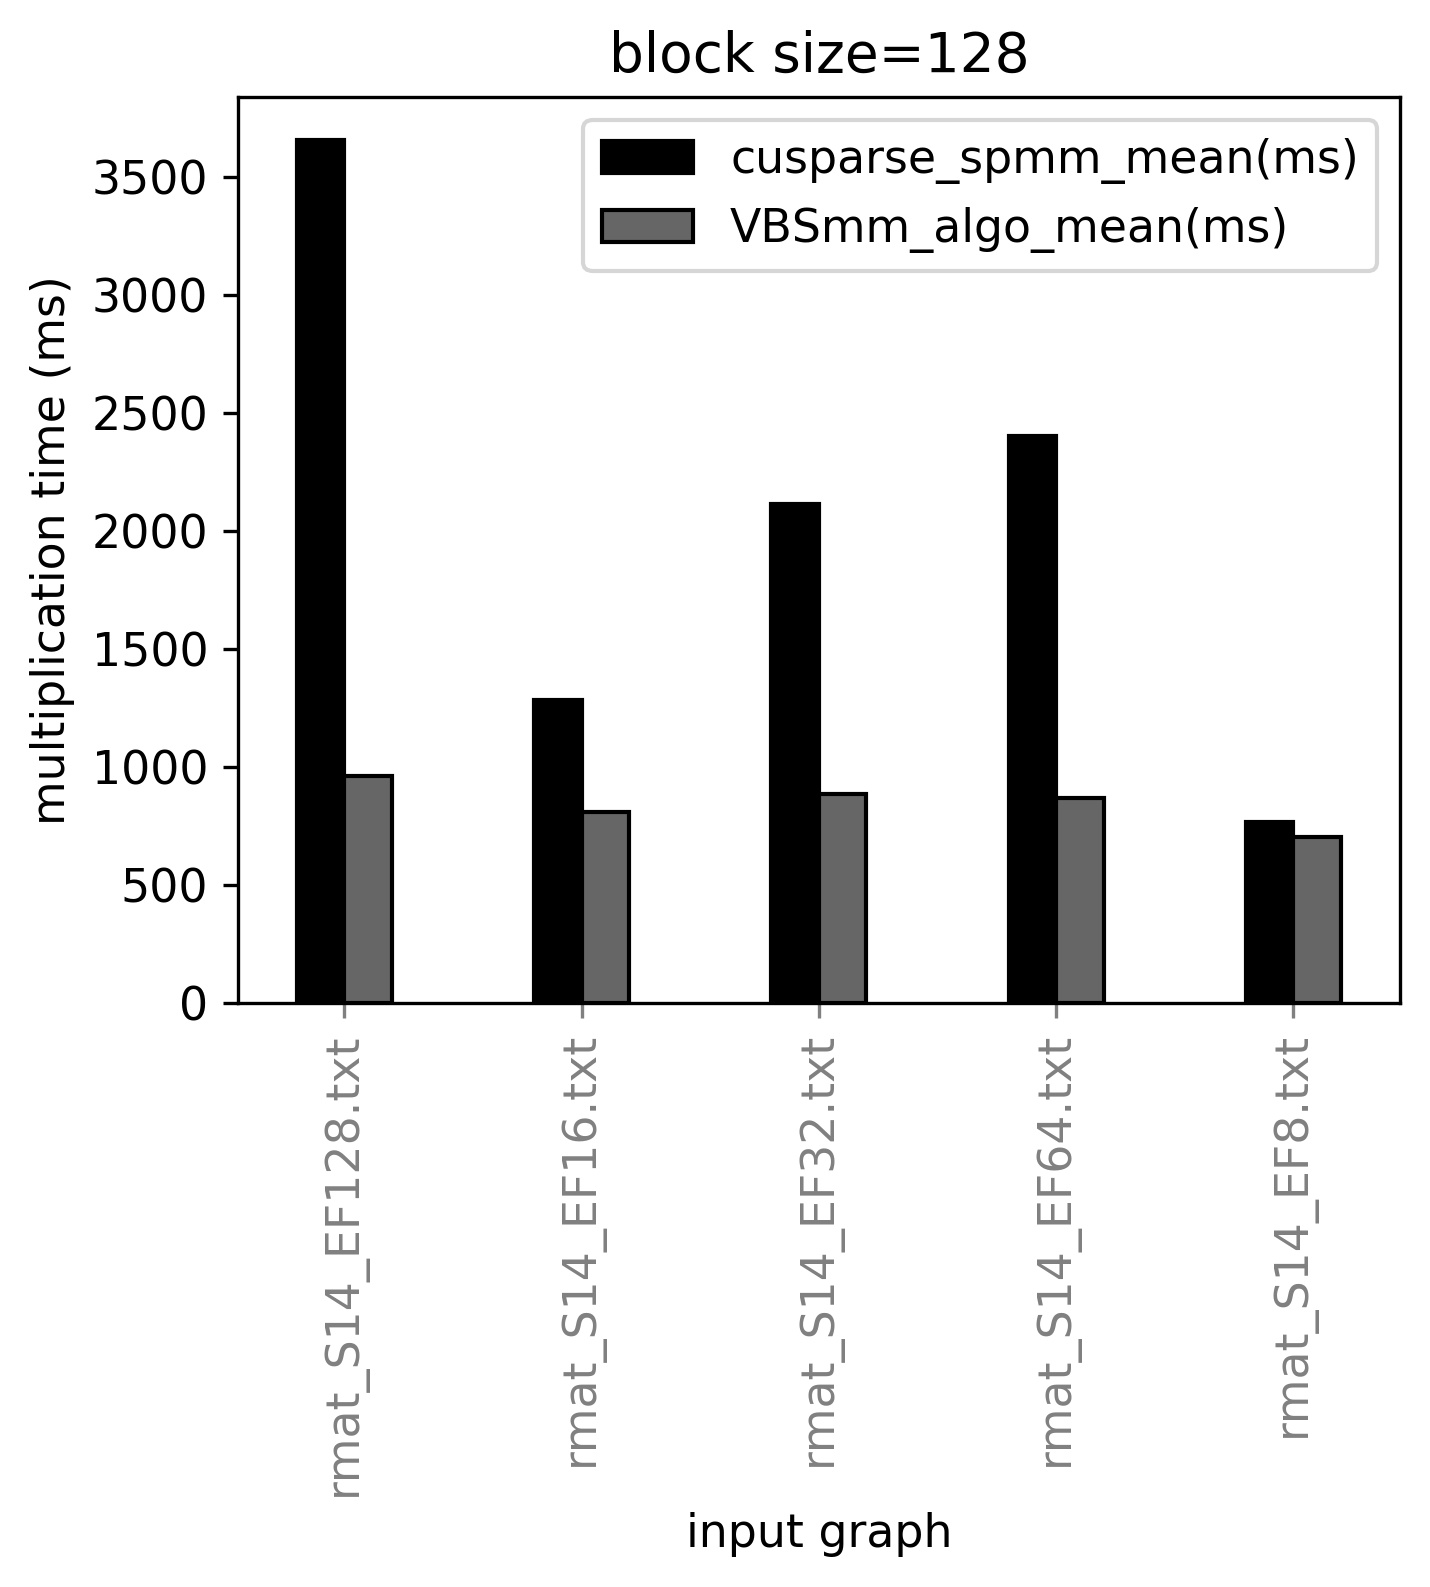 block size=128
cusparse_spmm_mean(ms)
VBSmm_algo_mean(ms)
multiplication time (ms)
3500
3000
2500
2000
1500
1000
500
0
rmat_S14_EF128.txt
rmat_S14_EF16.txt
rmat_S14_EF32.txt
rmat_S14_EF64.txt
rmat_S14_EF8.txt
input graph